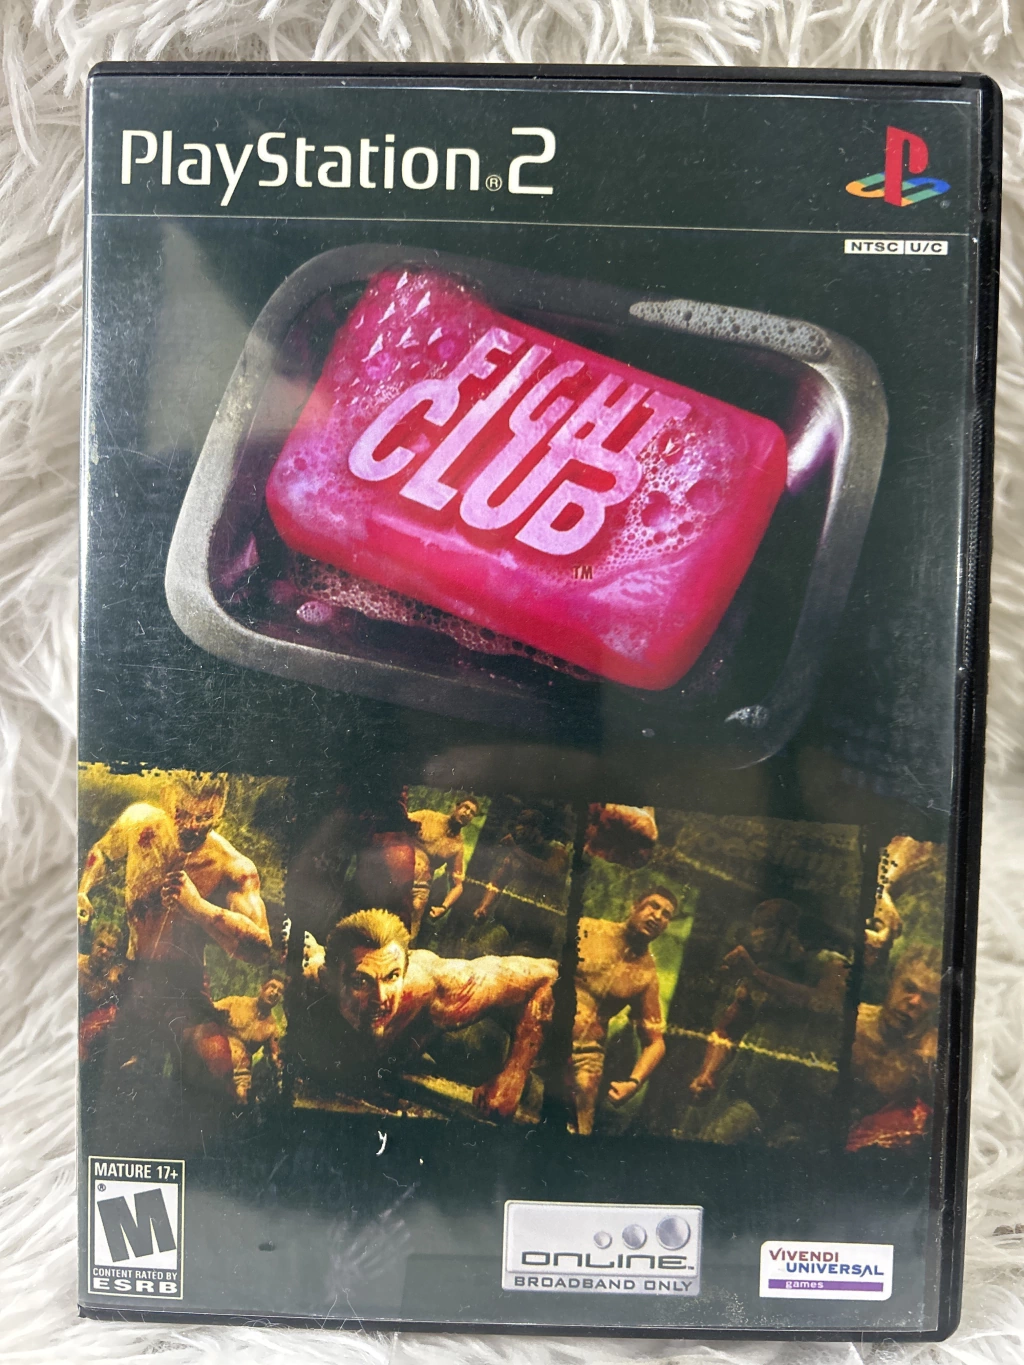 PlayStation®2
NTSC U/C
FIGHT
CLUB
TM
MATURE 17+
M®
CONTENT RATED BY
ESRB
ONLINE
BROADBAND ONLY
VIVENDI
UNIVERSAL
games